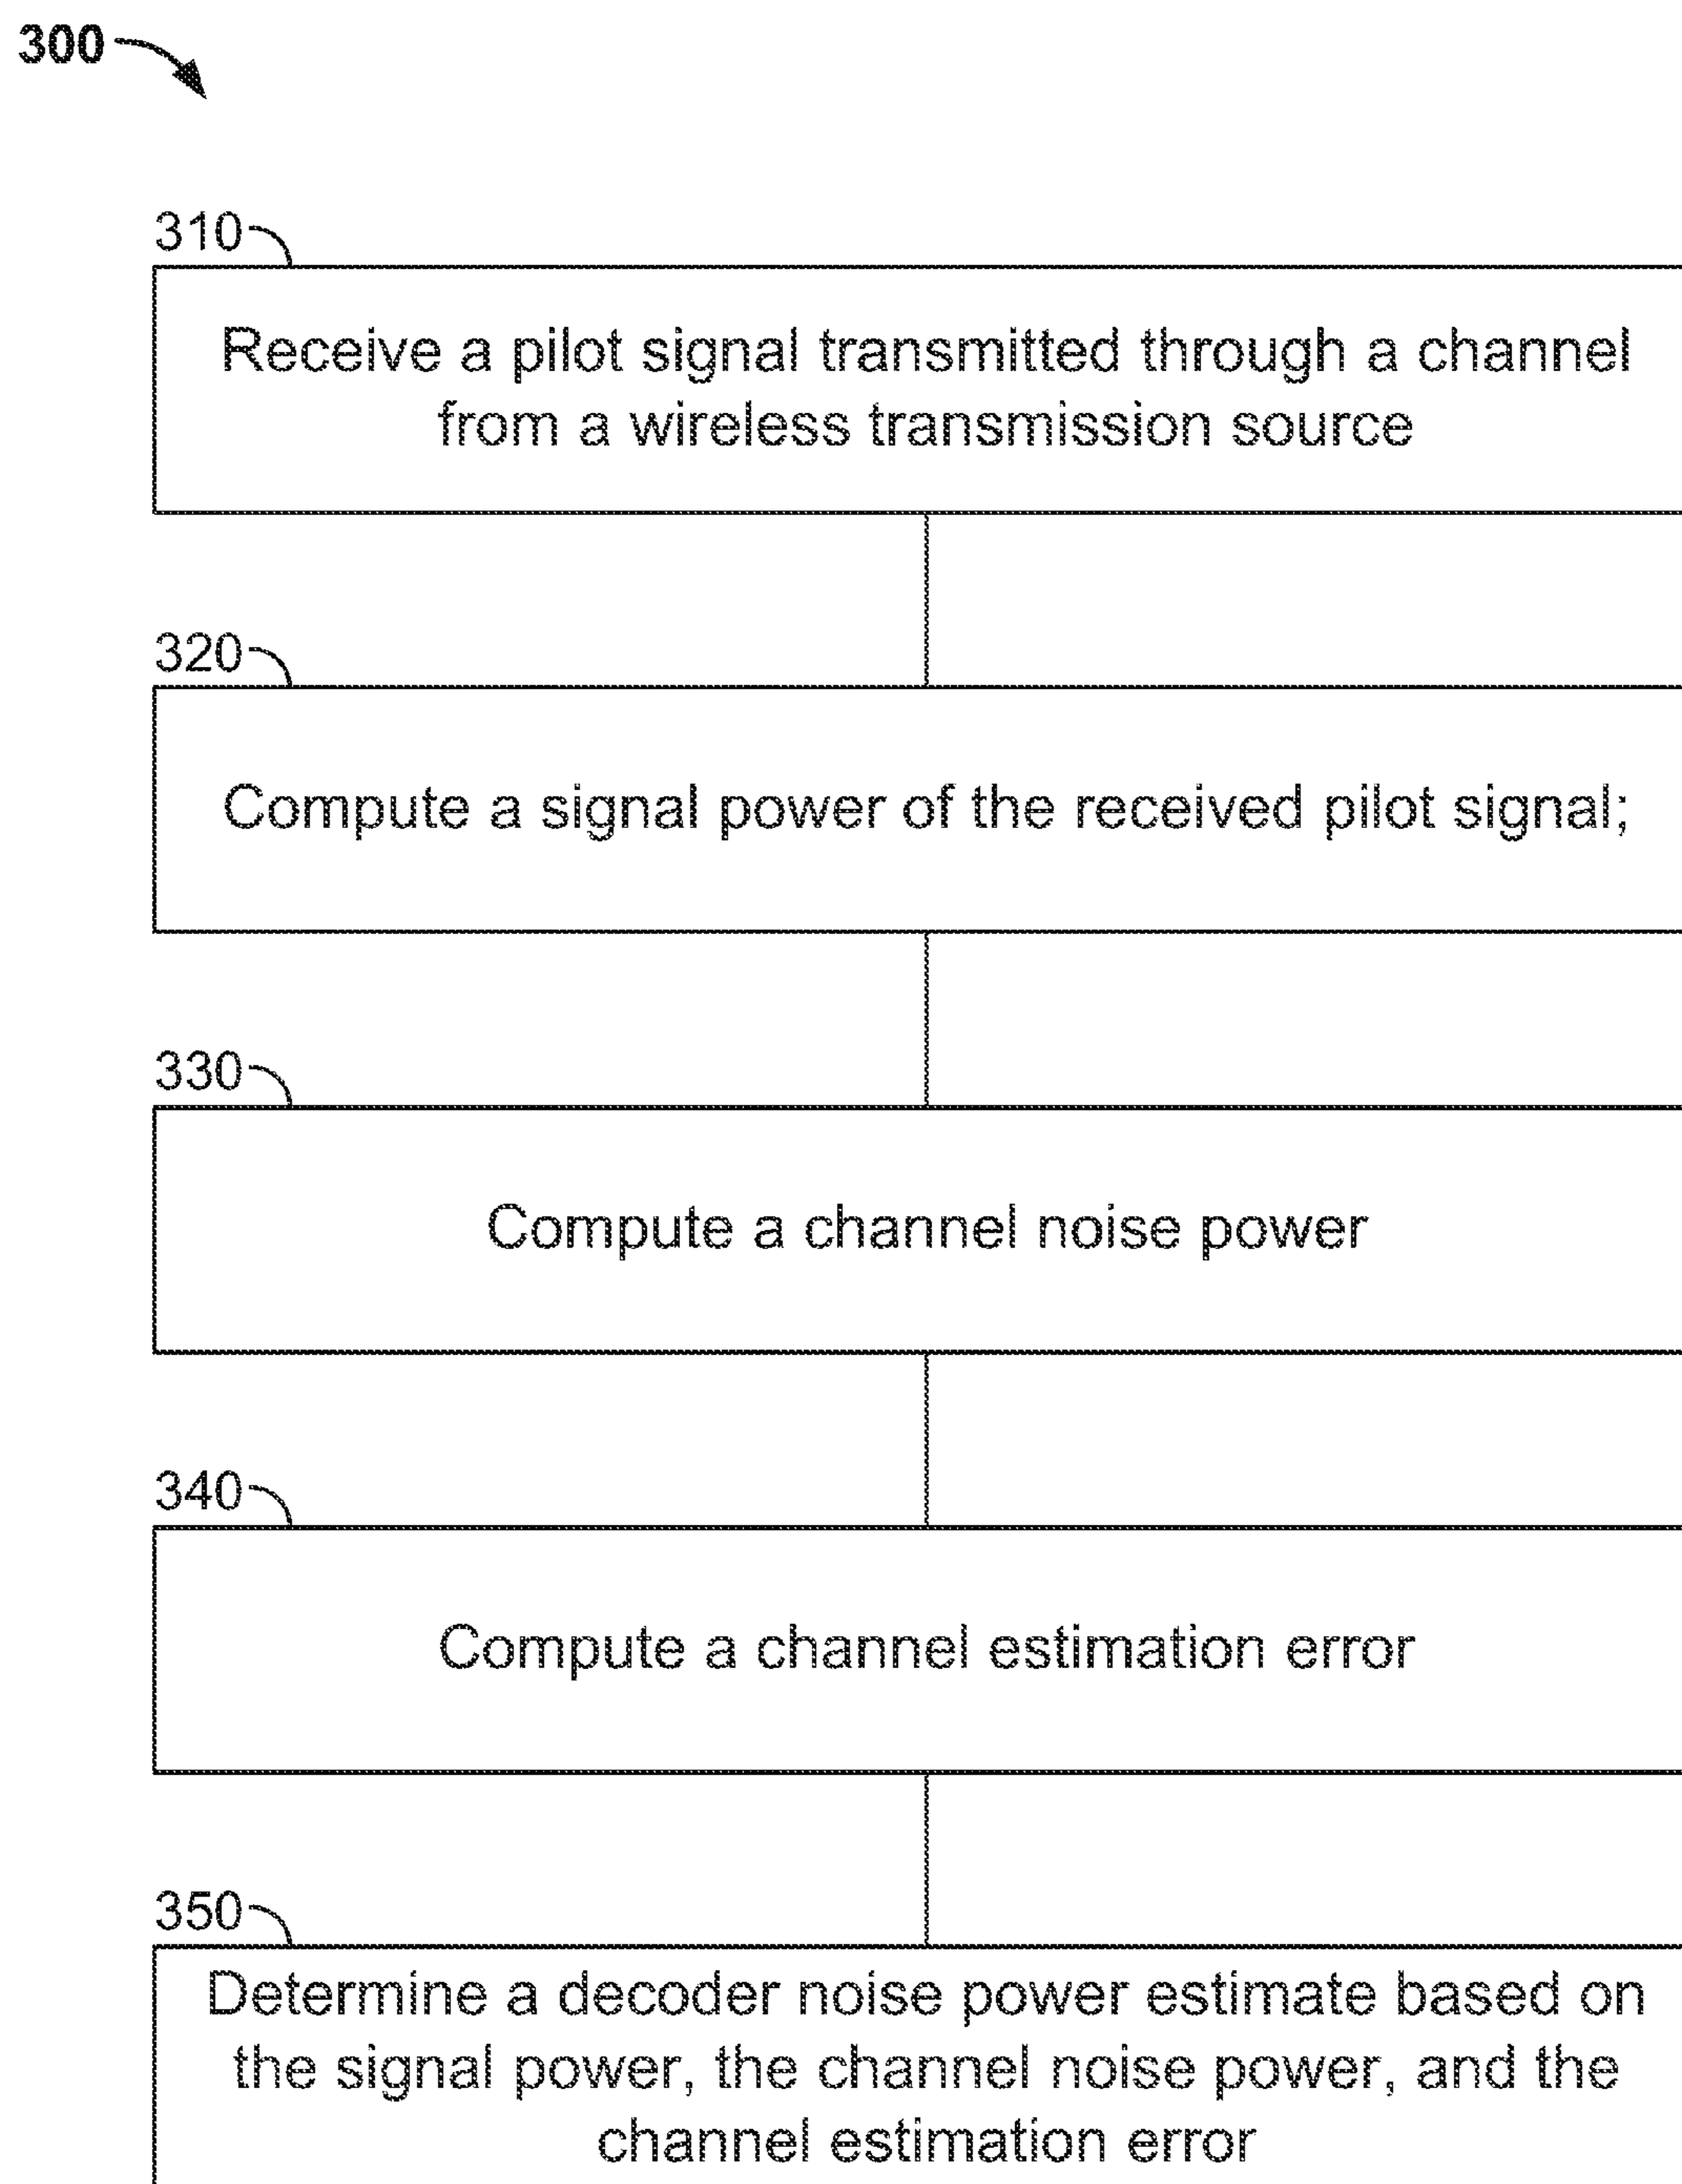 300
310
Receive a pilot signal transmitted through a channel
from a wireless transmission source
320
Compute a signal power of the received pilot signal;
330
Compute a channel noise power
340
Compute a channel estimation error
350
Determine a decoder noise power estimate based on
the signal power, the channel noise power, and the
channel estimation error